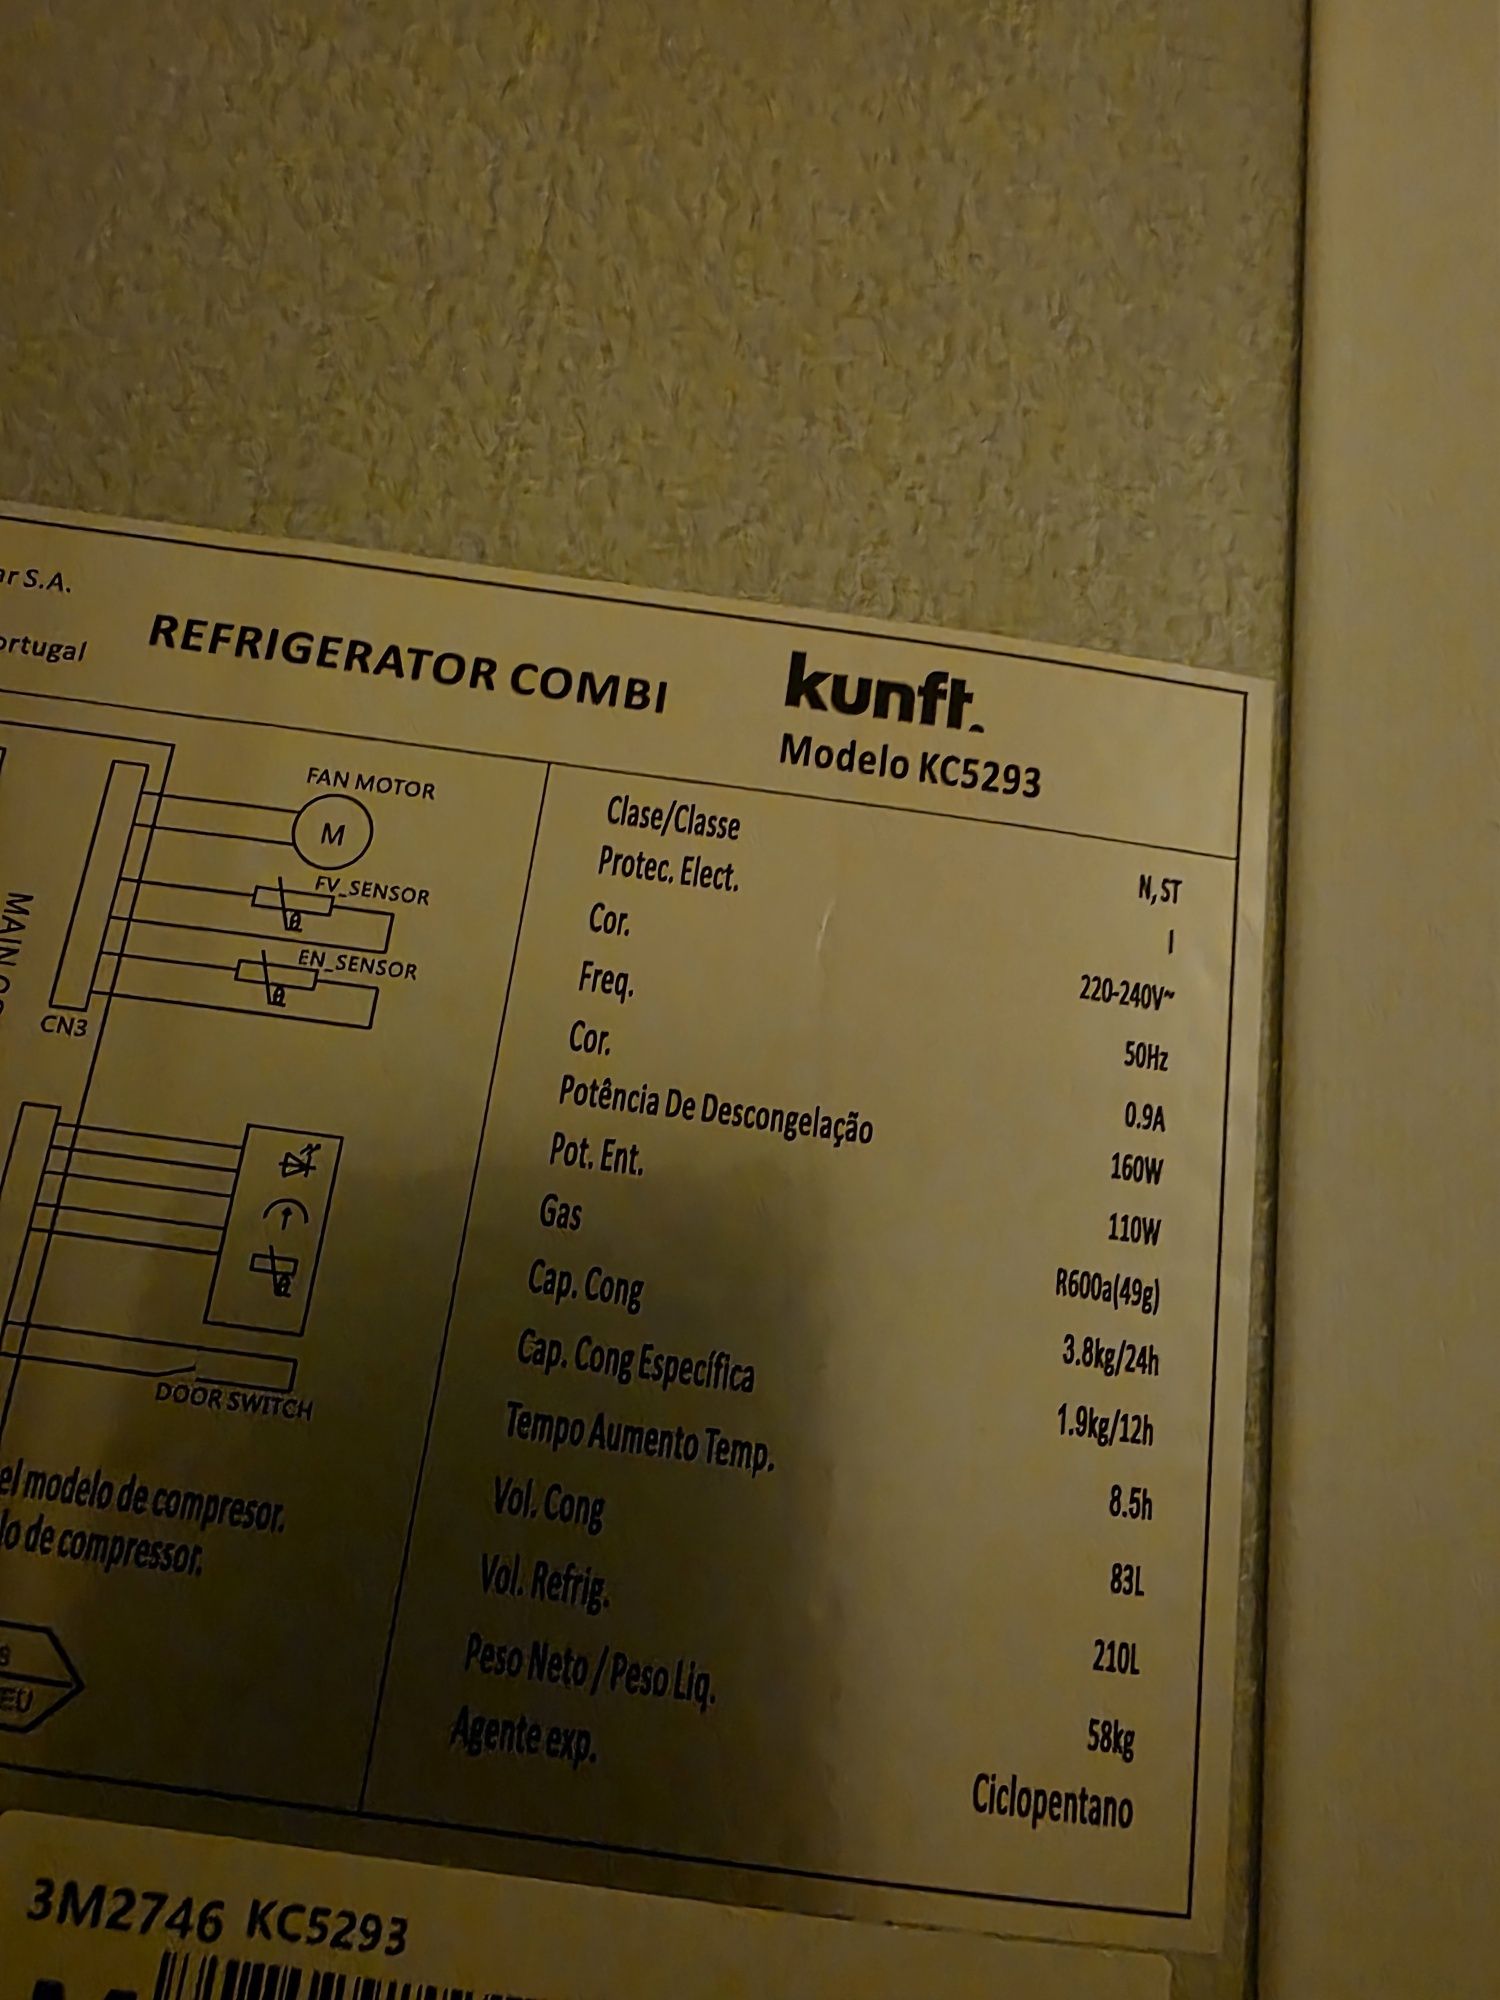 ar S.A.
ortugal
REFRIGERATOR COMBI
kunft.
Modelo KC5293
FAN MOTOR
M
FV_SENSOR
EN_SENSOR
CN3
DOOR SWITCH
el modelo de compresor.
lo de compressor.
EU
Clase/Classe N,ST
Protec. Elect. I
Cor. 220-240V~
Freq. 50Hz
Cor. 0.9A
Potência De Descongelação 160W
Pot. Ent. 110W
Gas R600a(49g)
Cap. Cong 3.8kg/24h
Cap. Cong Específica 1.9kg/12h
Tempo Aumento Temp. 8.5h
Vol. Cong 83L
Vol. Refrig. 210L
Peso Neto / Peso Liq. 58kg
Agente exp. Ciclopentano
3M2746 KC5293